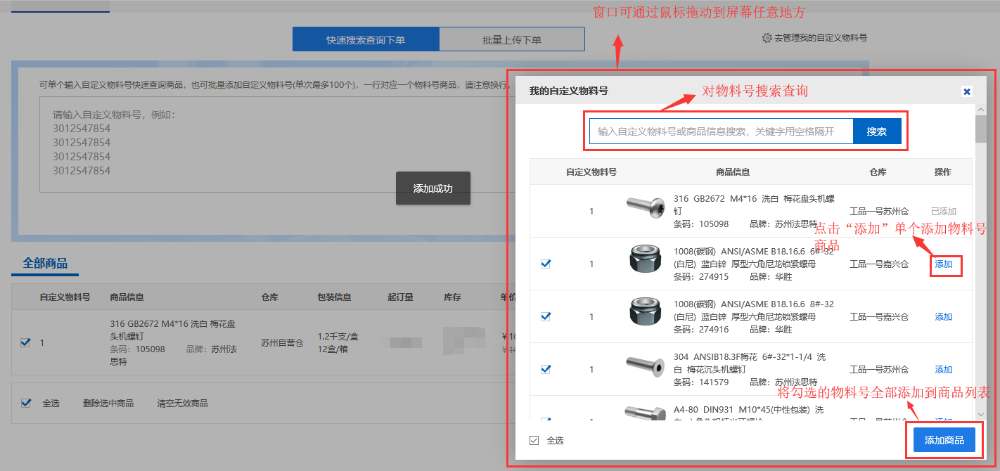 窗口可通过鼠标拖动到屏幕任意地方
快速搜索查询下单
批量上传下单
去管理我的自定义物料号
可单个输入自定义物料号快速查询商品，也可批量添加自定义物料号(单次最多100个)，一行对应一个物料号商品，请注意换行，
请输入自定义物料号，例如：
3012547854
3012547854
3012547854
3012547854
添加成功
全部商品
自定义物料号 商品信息 仓库 包装信息 起订量 库存 单价
1
316 GB2672 M4*16 洗白 梅花盘
头机螺钉
条码：105098 品牌：苏州法
思特
苏州自营仓
1.2千支/盒
12盒/箱
全选 删除选中商品 清空无效商品
我的自定义物料号
对物料号搜索查询
输入自定义物料号或商品信息搜索，关键字用空格隔开
搜索
自定义物料号 商品信息 仓库 操作
1
316 GB2672 M4*16 洗白 梅花盘头机螺
钉
条码：105098 品牌：苏州法思特
工品一号苏州仓
已添加
点击“添加”单个添加物料号
商品
1
1008(碳钢) ANSI/ASME B18.16.6 6#-32
(白尼) 蓝白锌 厚型六角尼龙锁紧螺母
条码：274915 品牌：华胜
工品一号嘉兴仓
添加
1
1008(碳钢) ANSI/ASME B18.16.6 8#-32
(白尼) 蓝白锌 厚型六角尼龙锁紧螺母
条码：274916 品牌：华胜
工品一号嘉兴仓
添加
1
304 ANSIB18.3F梅花 6#-32*1-1/4 洗
白 梅花沉头机螺钉
条码：141579 品牌：苏州法思特
工品一号苏州仓
添加
将勾选的物料号全部添加到商品列表
A4-80 DIN931 M10*45(中性包装) 洗
全选
添加商品